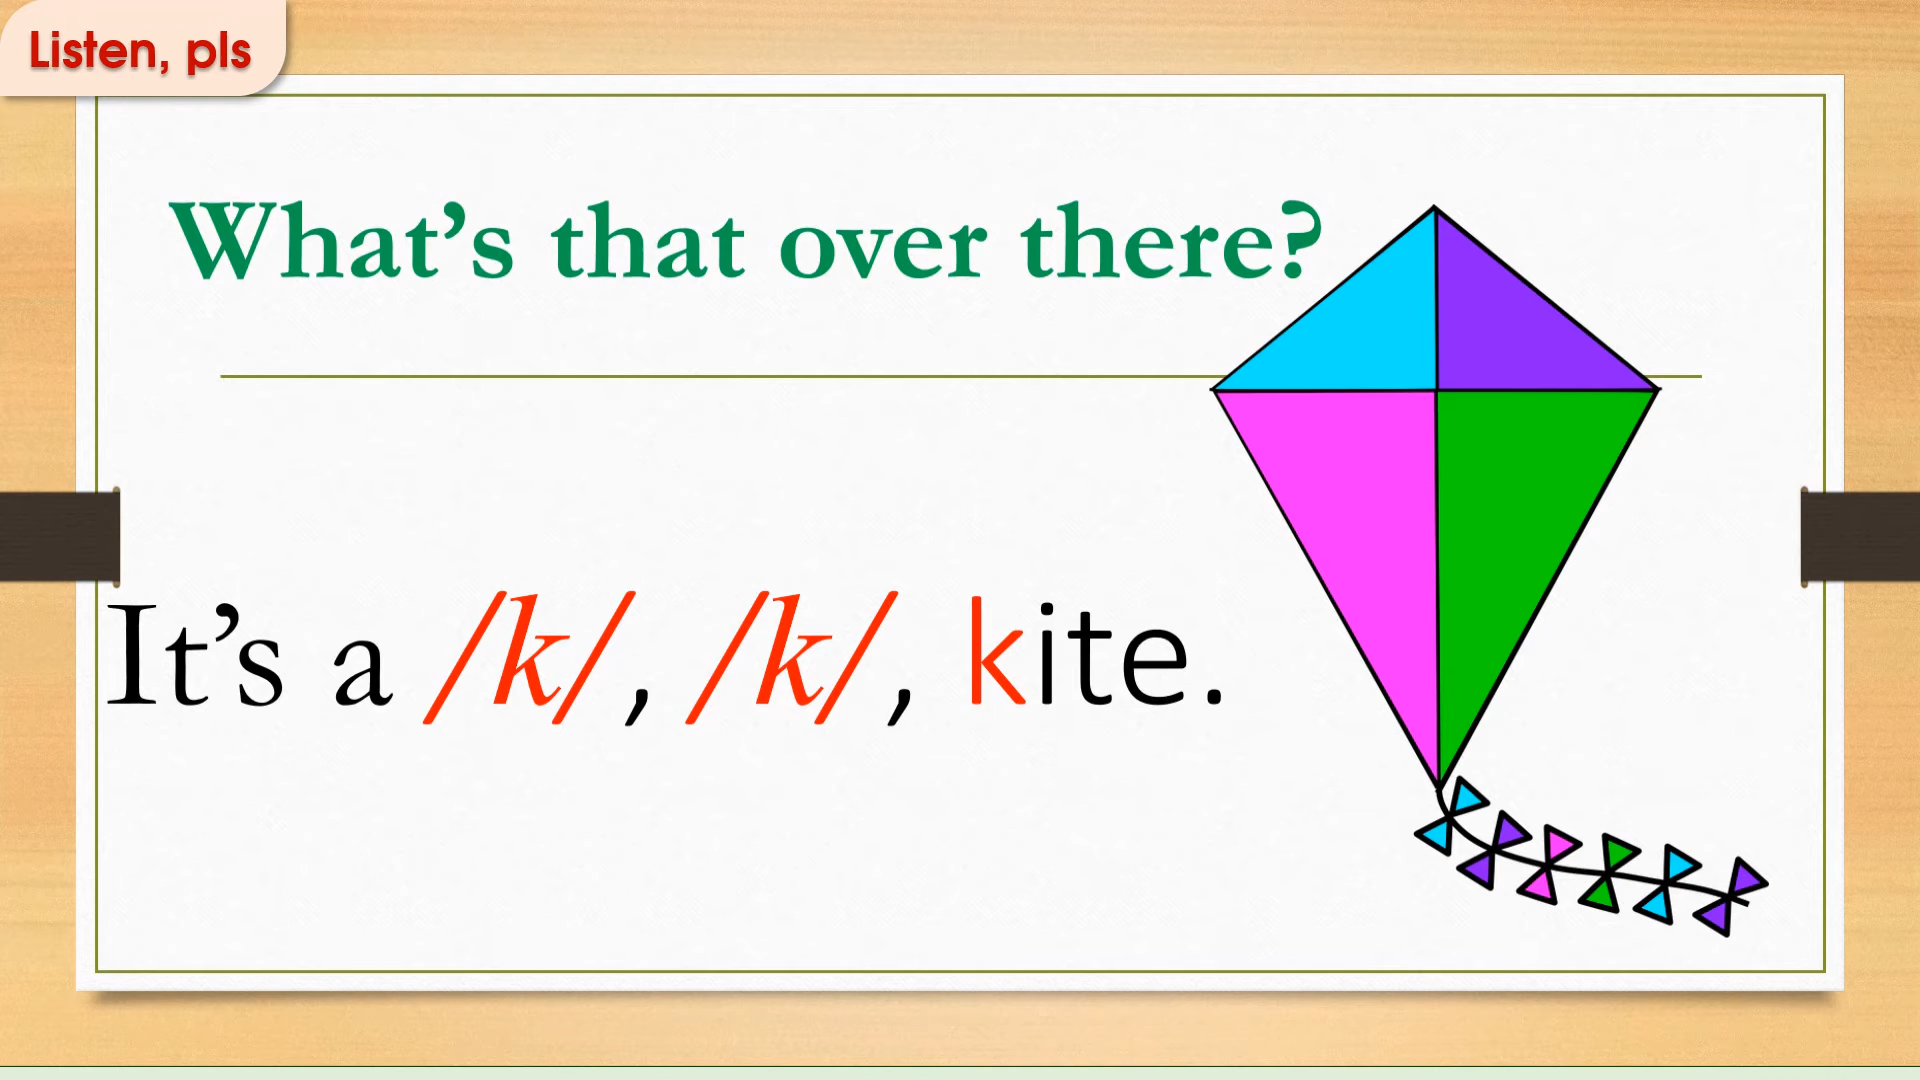 Listen, pls
What’s that over there?
It’s a /k/, /k/, kite.